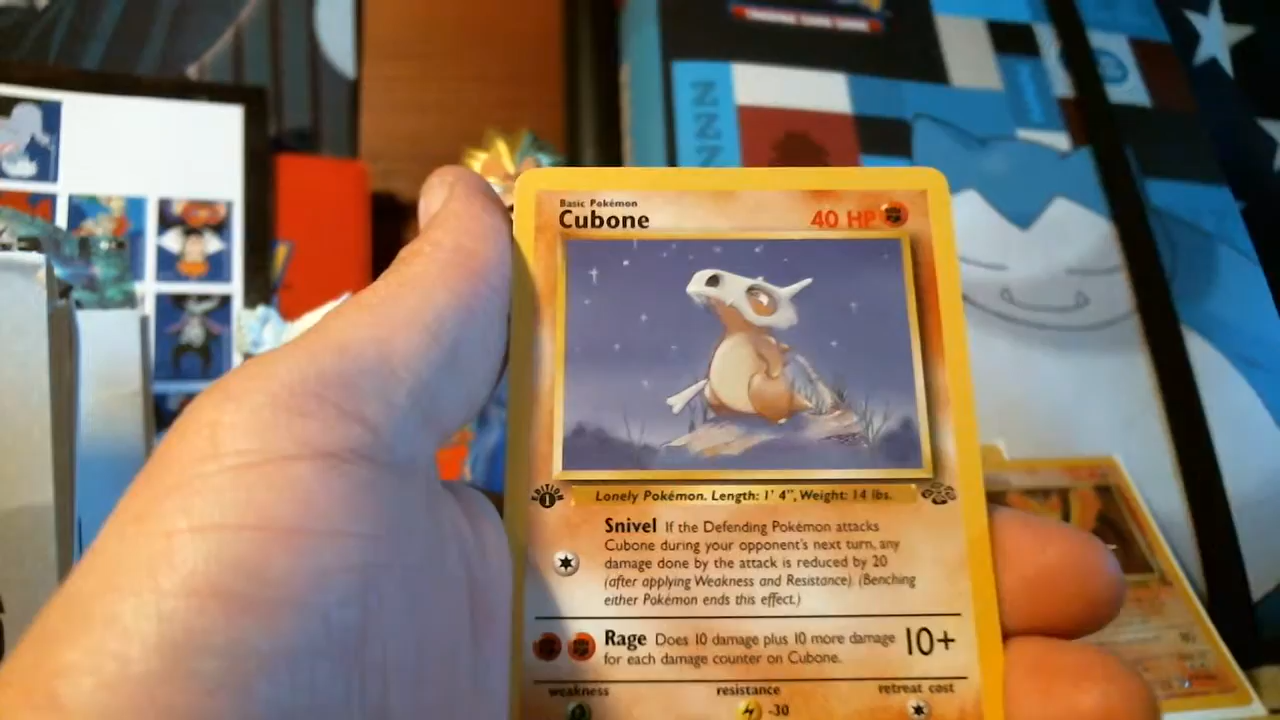 Basic Pokémon
Cubone
40 HP
EDITION
1
Lonely Pokémon. Length: 1' 4", Weight: 14 lbs.
Snivel If the Defending Pokémon attacks
Cubone during your opponent's next turn, any
damage done by the attack is reduced by 20
(after applying Weakness and Resistance). (Benching
either Pokémon ends this effect.)
Rage Does 10 damage plus 10 more damage
for each damage counter on Cubone.
10+
weakness
resistance
retreat cost
-30
ZZZZ